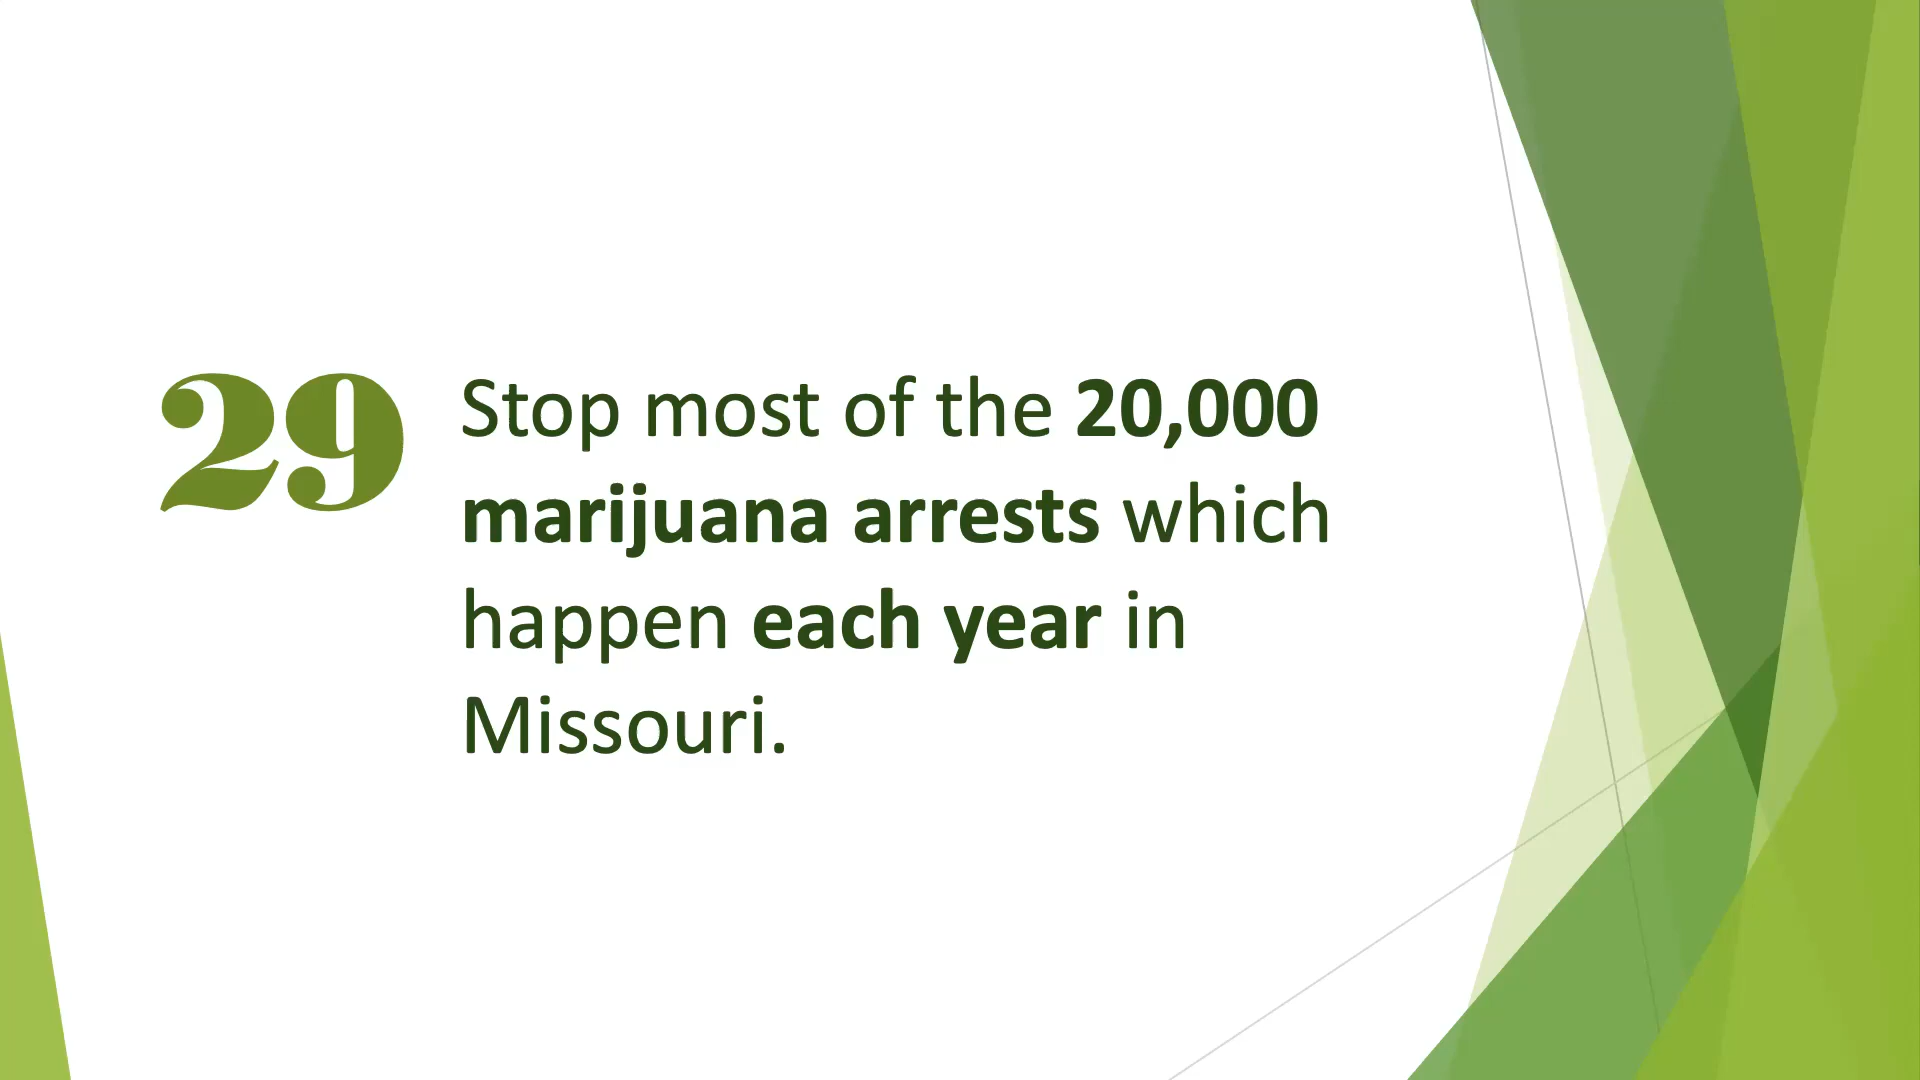 29
Stop most of the 20,000
marijuana arrests which
happen each year in
Missouri.